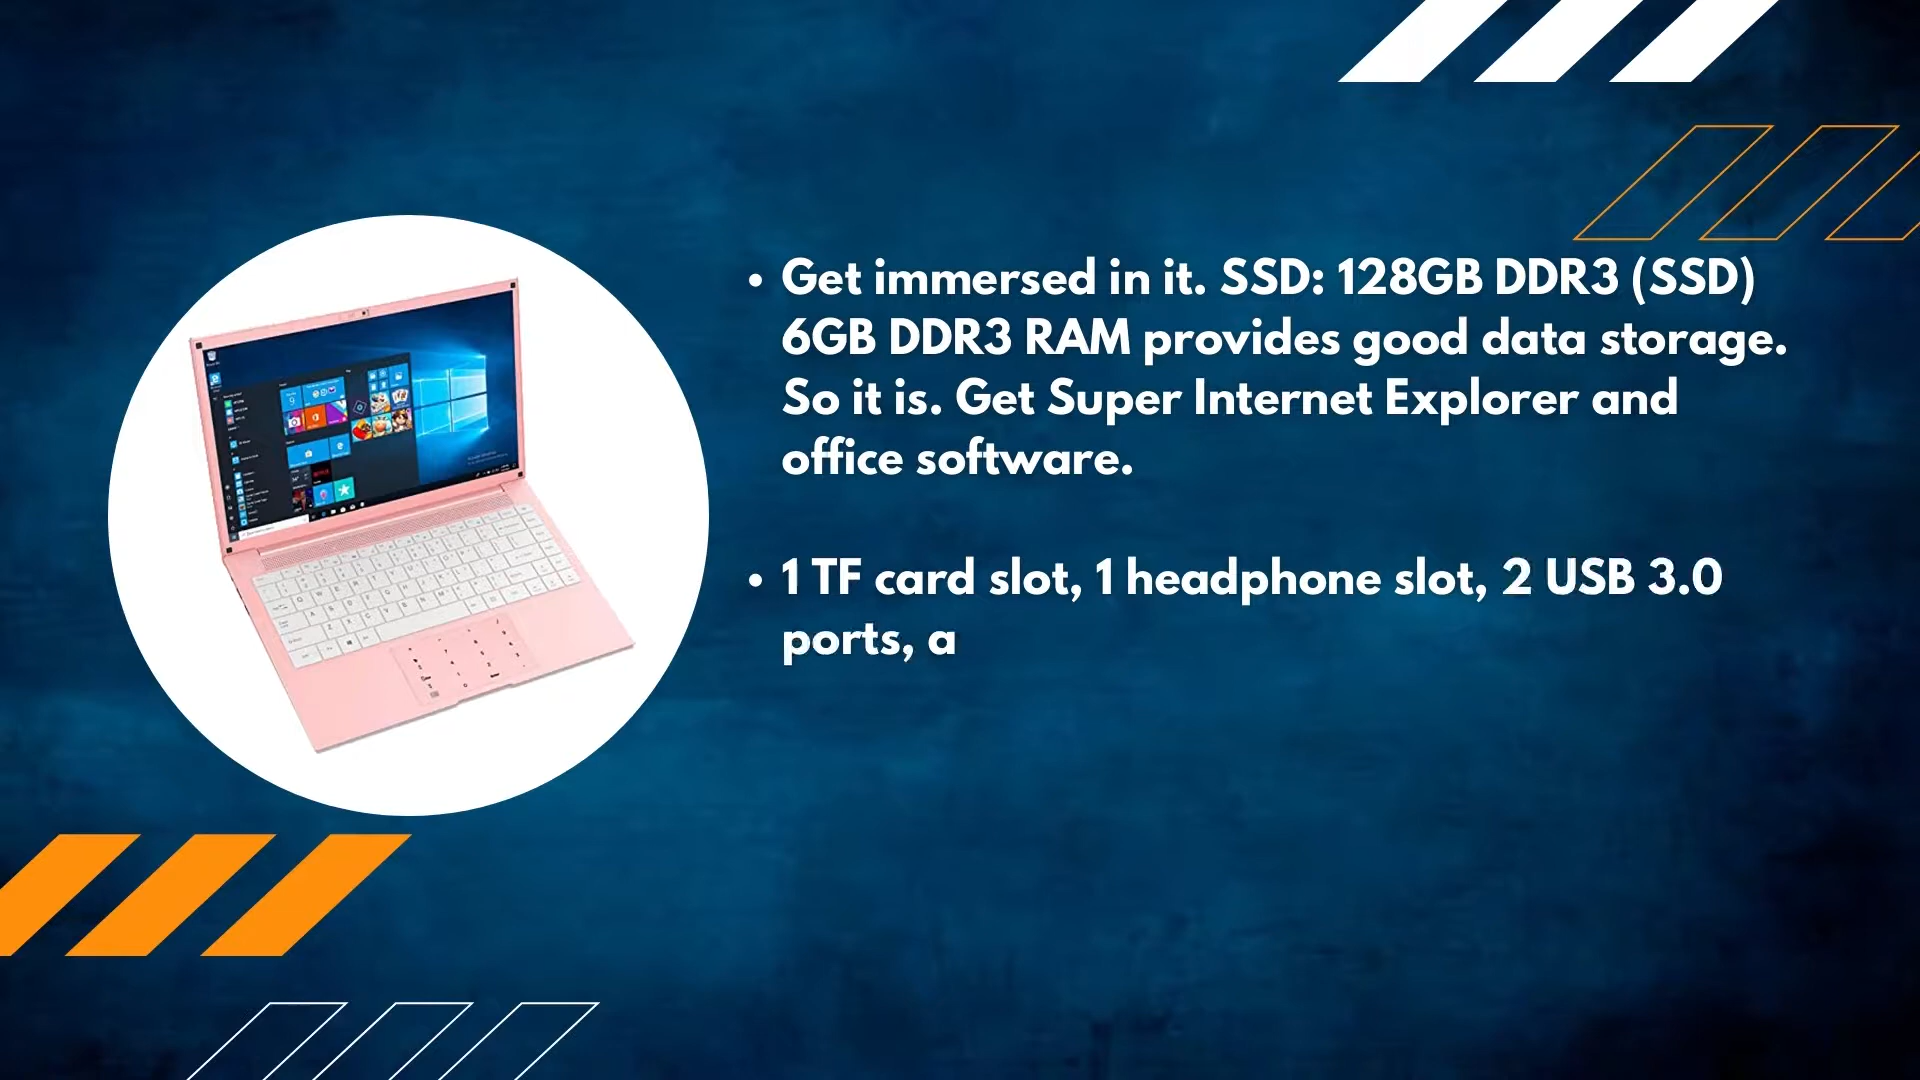 • Get immersed in it. SSD: 128GB DDR3 (SSD)
6GB DDR3 RAM provides good data storage.
So it is. Get Super Internet Explorer and
office software.
• 1 TF card slot, 1 headphone slot, 2 USB 3.0
ports, a